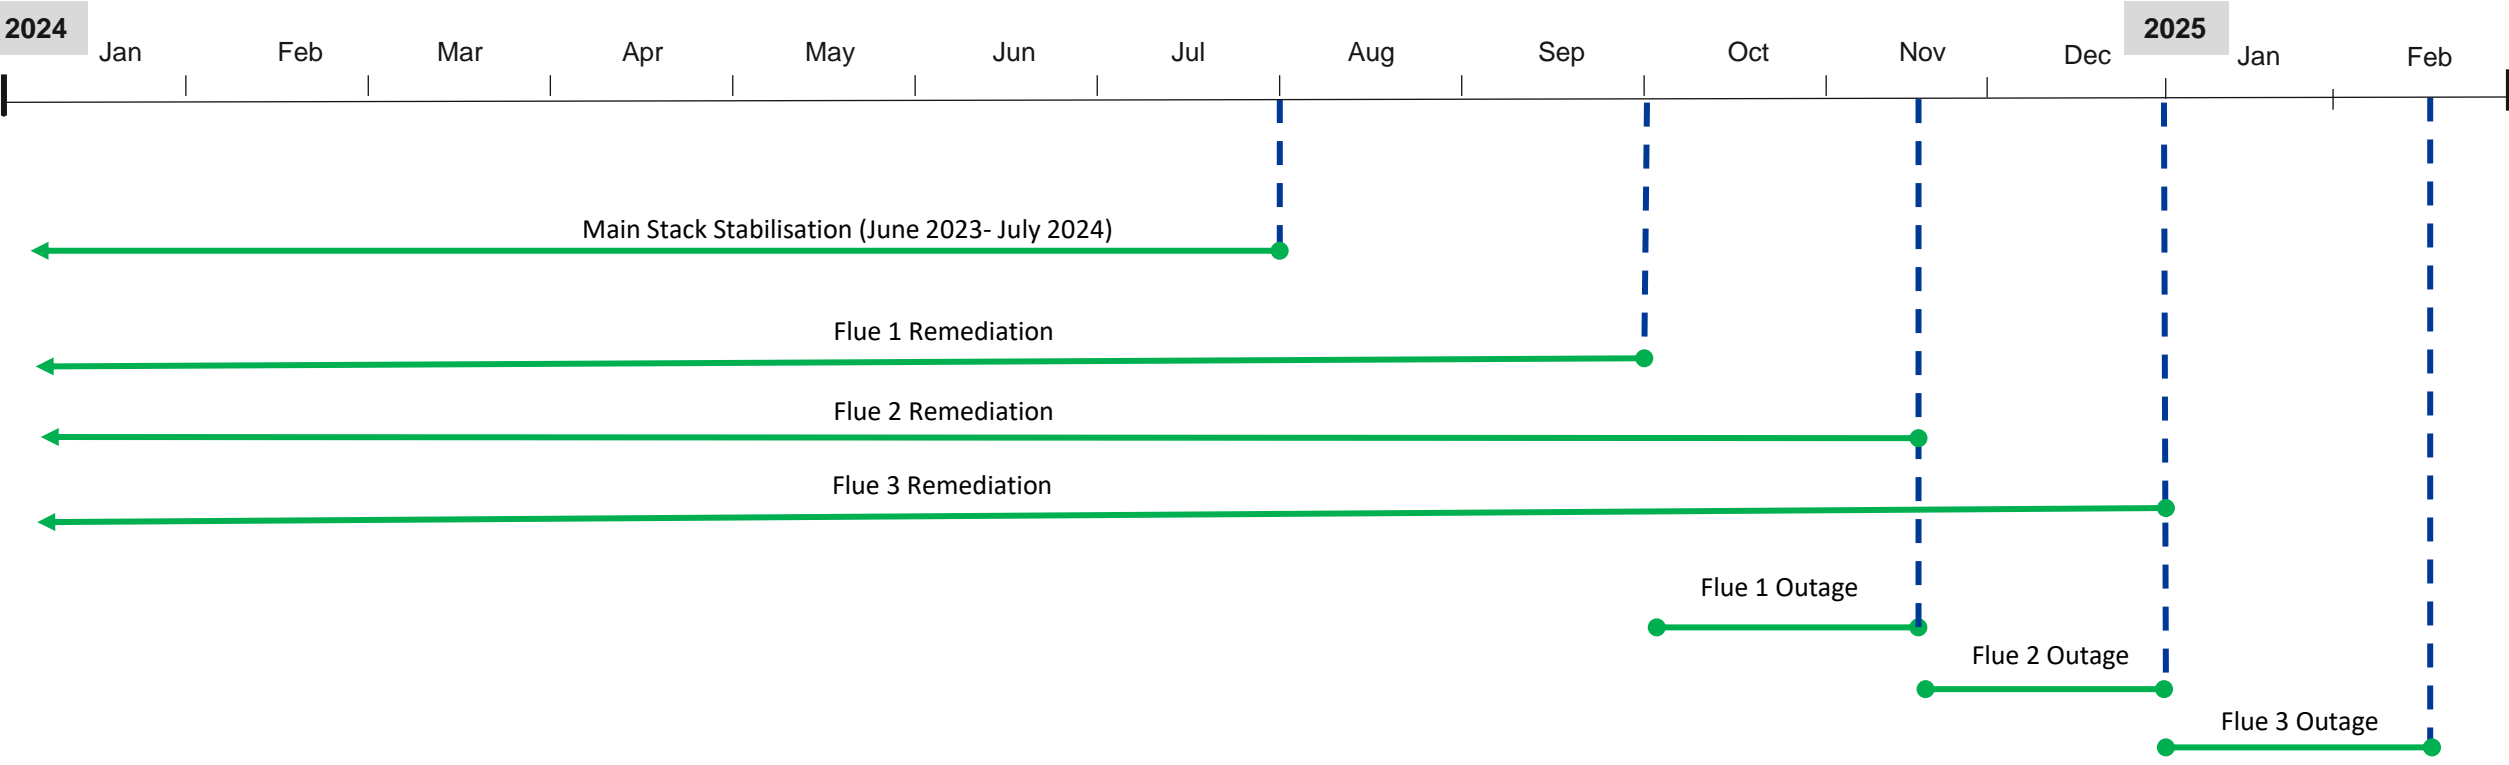 2024
2025
Jan Feb Mar Apr May Jun Jul Aug Sep Oct Nov Dec Jan Feb
Main Stack Stabilisation (June 2023- July 2024)
Flue 1 Remediation
Flue 2 Remediation
Flue 3 Remediation
Flue 1 Outage
Flue 2 Outage
Flue 3 Outage